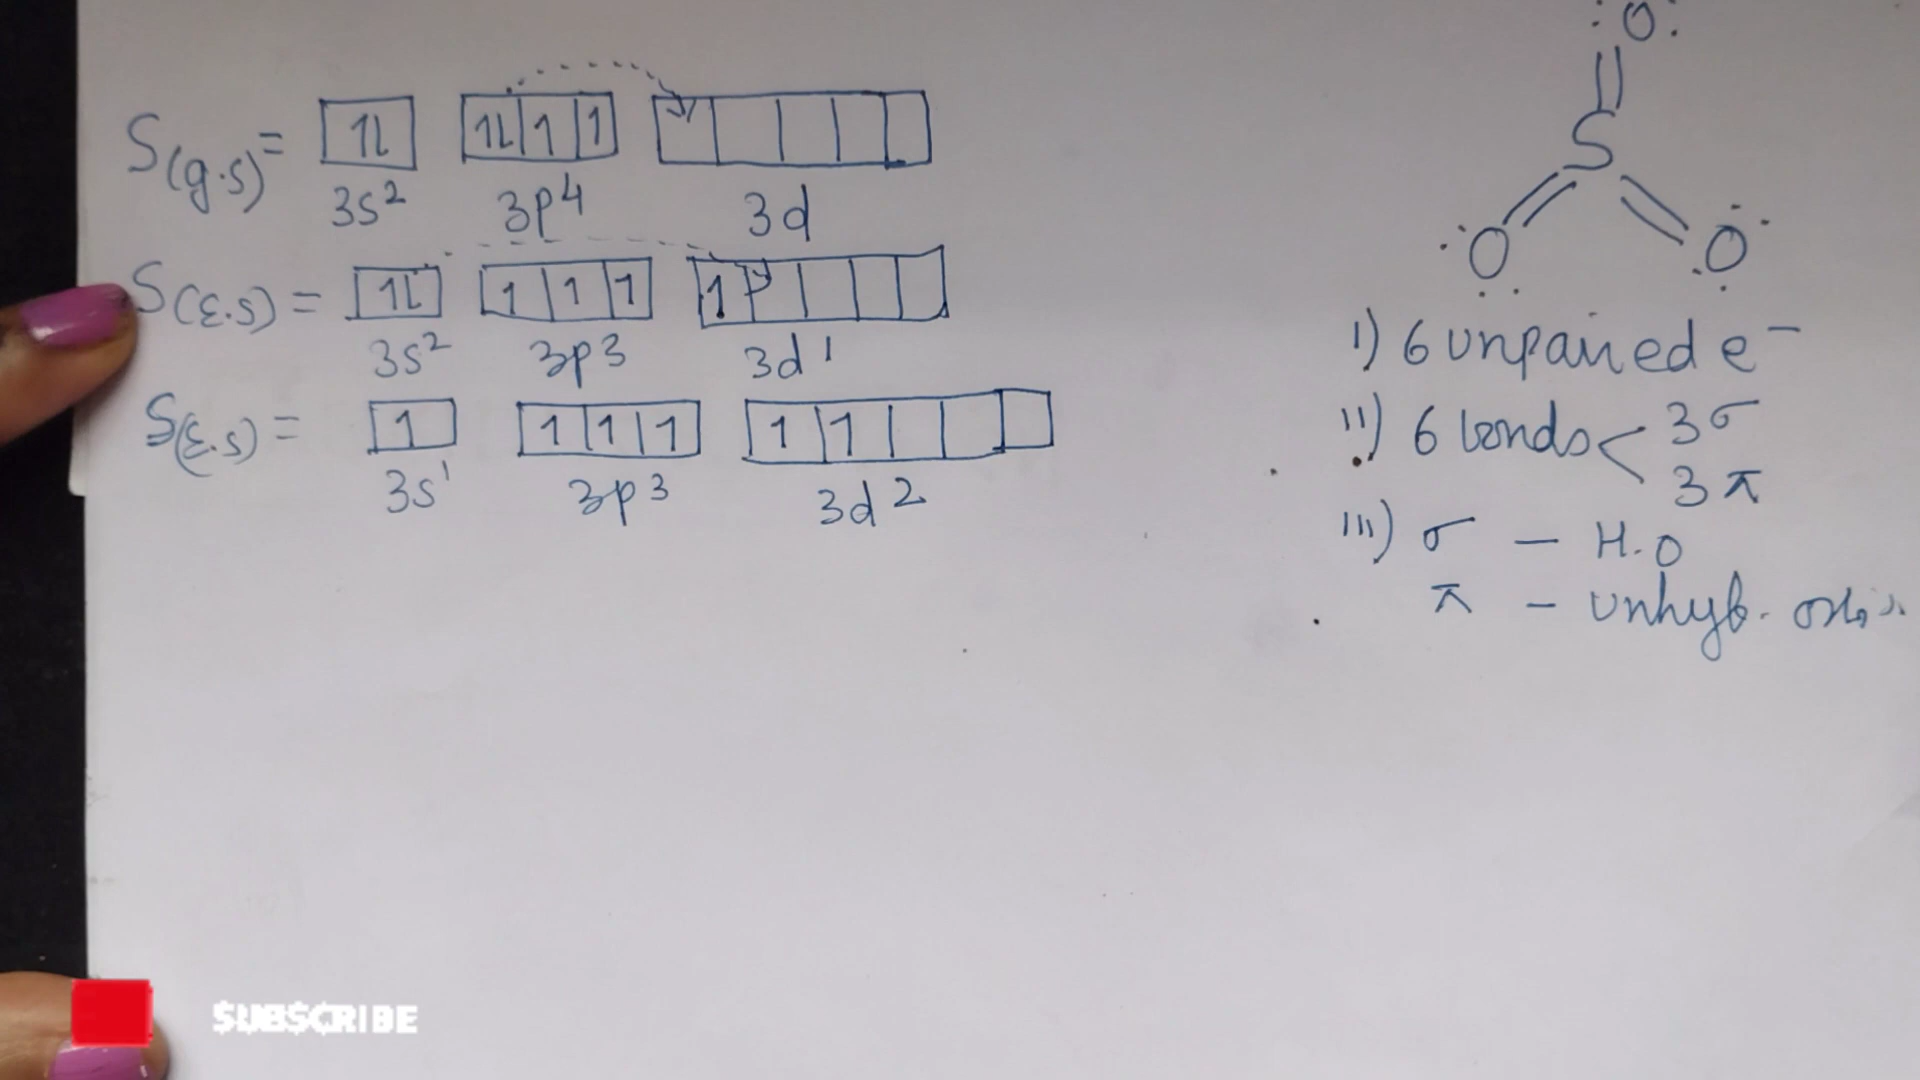 S(g.s) = 1l 1l 1 1
3s² 3p⁴ 3d
S(ε.s) = 1l 1 1 1 1
3s² 3p³ 3d¹
S(ε.s) = 1 1 1 1 1 1
3s¹ 3p³ 3d²
:O:
S
O O
i) 6 unpaired e⁻
ii) 6 bonds < 3σ
3π
iii) σ – H.O
π – unhyb.
SUBSCRIBE